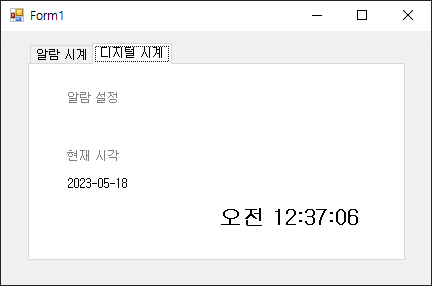 Form1
알람 시계 디지털 시계
알람 설정
현재 시각
2023-05-18
오전 12:37:06